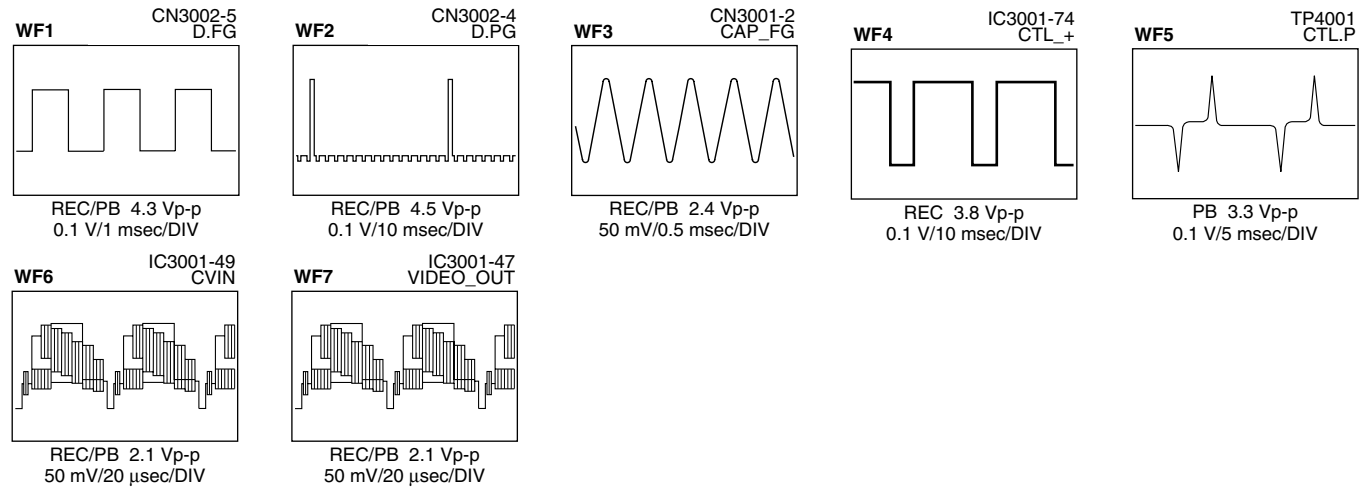 WF1
CN3002-5
D.FG
REC/PB 4.3 Vp-p
0.1 V/1 msec/DIV
WF2
CN3002-4
D.PG
REC/PB 4.5 Vp-p
0.1 V/10 msec/DIV
WF3
CN3001-2
CAP_FG
REC/PB 2.4 Vp-p
50 mV/0.5 msec/DIV
WF4
IC3001-74
CTL_+
REC 3.8 Vp-p
0.1 V/10 msec/DIV
WF5
TP4001
CTL.P
PB 3.3 Vp-p
0.1 V/5 msec/DIV
WF6
IC3001-49
CVIN
REC/PB 2.1 Vp-p
50 mV/20 µsec/DIV
WF7
IC3001-47
VIDEO_OUT
REC/PB 2.1 Vp-p
50 mV/20 µsec/DIV